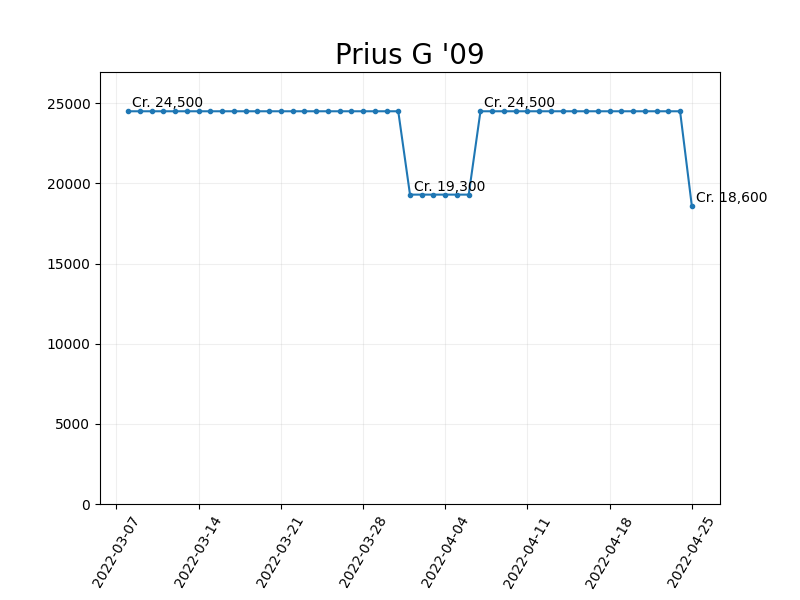 Prius G '09
Cr. 24,500
Cr. 24,500
Cr. 19,300
Cr. 18,600
25000
20000
15000
10000
5000
0
2022-03-07
2022-03-14
2022-03-21
2022-03-28
2022-04-04
2022-04-11
2022-04-18
2022-04-25